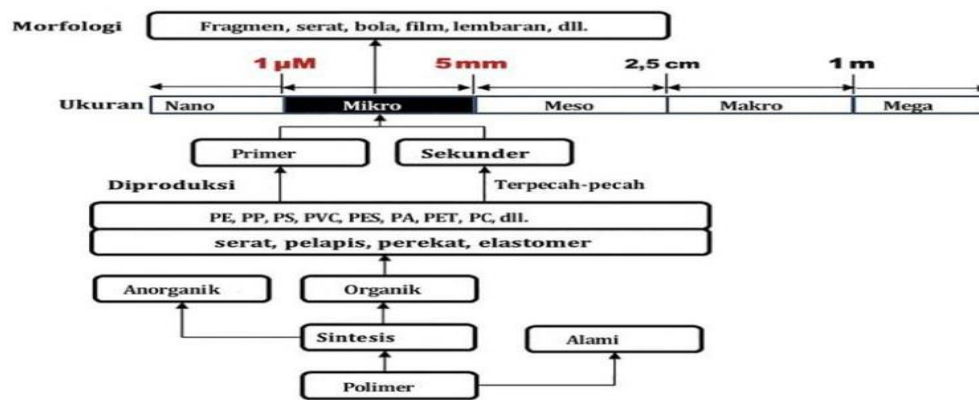 Morfologi
Fragmen, serat, bola, film, lembaran, dll.
1 µM
5 mm
2,5 cm
1 m
Ukuran
Nano
Mikro
Meso
Makro
Mega
Primer
Sekunder
Diproduksi
Terpecah-pecah
PE, PP, PS, PVC, PES, PA, PET, PC, dll.
serat, pelapis, perekat, elastomer
Anorganik
Organik
Sintesis
Alami
Polimer